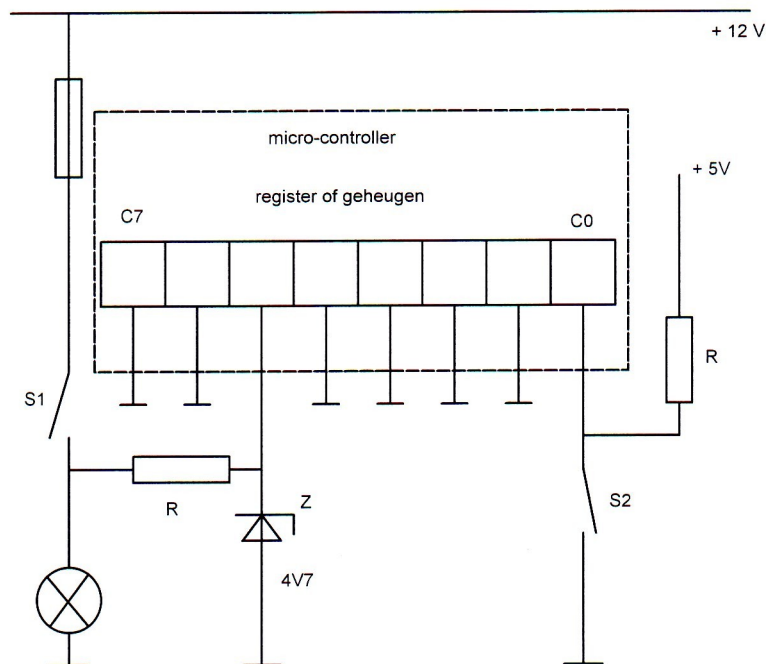 + 12 V
micro-controller
+ 5V
register of geheugen
C7
C0
R
S1
S2
R
Z
4V7